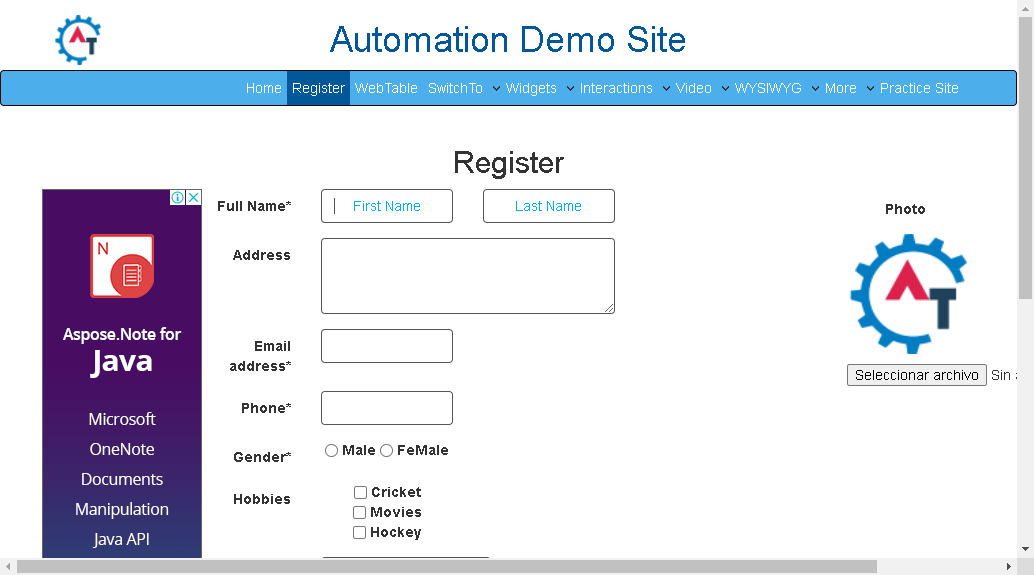 AT
Automation Demo Site
Home Register WebTable SwitchTo Widgets Interactions Video WYSIWYG More Practice Site
Register
Full Name* First Name Last Name
Photo
Address
AT
Email address*
Seleccionar archivo Sin
Phone*
Gender* Male FeMale
Hobbies Cricket
Movies
Hockey
N
Aspose.Note for
Java
Microsoft
OneNote
Documents
Manipulation
Java API